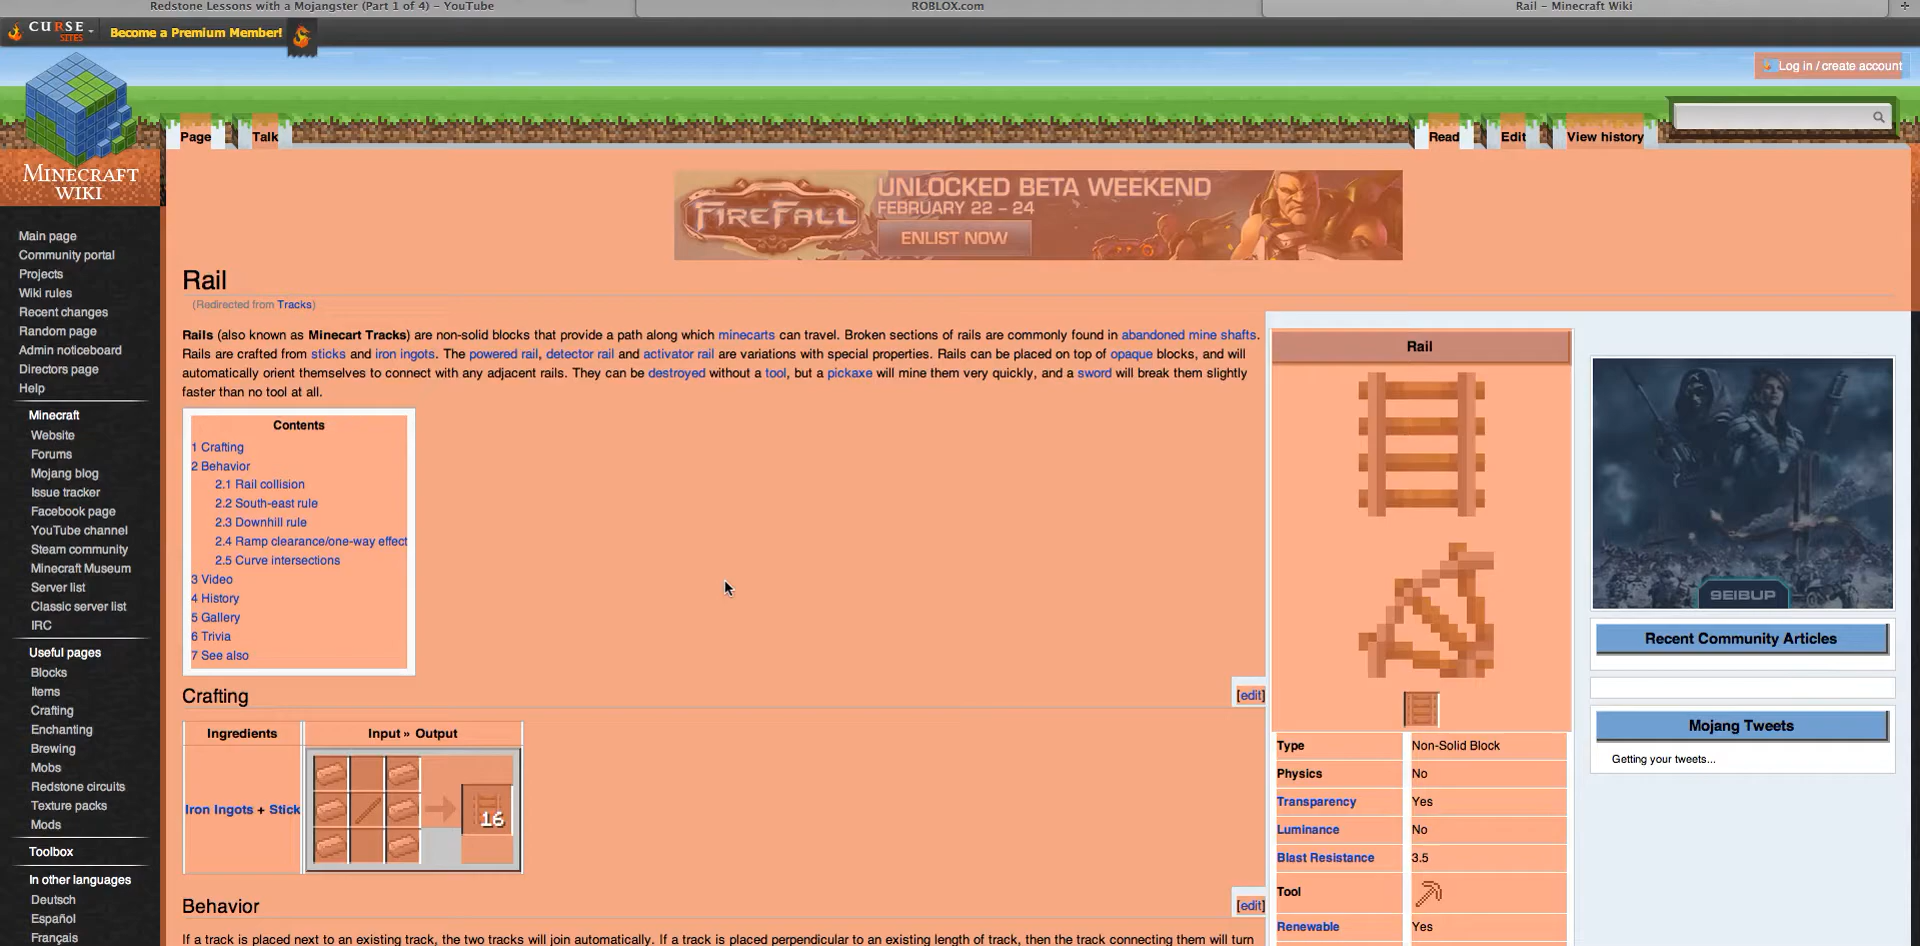 Redstone Lessons with a Mojangster (Part 1 of 4) – YouTube
ROBLOX.com
Rail – Minecraft Wiki
CURSE SITES
Become a Premium Member!
Log in / create account
Page
Talk
Read
Edit
View history
MINECRAFT
WIKI
FIREFALL
UNLOCKED BETA WEEKEND
FEBRUARY 22 – 24
ENLIST NOW
Main page
Community portal
Projects
Wiki rules
Recent changes
Random page
Admin noticeboard
Directors page
Help
Minecraft
Website
Forums
Mojang blog
Issue tracker
Facebook page
YouTube channel
Steam community
Minecraft Museum
Server list
Classic server list
IRC
Useful pages
Blocks
Items
Crafting
Enchanting
Brewing
Mobs
Redstone circuits
Texture packs
Mods
Toolbox
In other languages
Deutsch
Español
Français
Rail
(Redirected from Tracks)
Rails (also known as Minecart Tracks) are non-solid blocks that provide a path along which minecarts can travel. Broken sections of rails are commonly found in abandoned mine shafts.
Rails are crafted from sticks and iron ingots. The powered rail, detector rail and activator rail are variations with special properties. Rails can be placed on top of opaque blocks, and will
automatically orient themselves to connect with any adjacent rails. They can be destroyed without a tool, but a pickaxe will mine them very quickly, and a sword will break them slightly
faster than no tool at all.
Contents
1 Crafting
2 Behavior
2.1 Rail collision
2.2 South-east rule
2.3 Downhill rule
2.4 Ramp clearance/one-way effect
2.5 Curve intersections
3 Video
4 History
5 Gallery
6 Trivia
7 See also
Crafting
[edit]
Ingredients
Input » Output
Iron Ingots + Stick
16
Behavior
[edit]
If a track is placed next to an existing track, the two tracks will join automatically. If a track is placed perpendicular to an existing length of track, then the track connecting them will turn
Rail
Type Non-Solid Block
Physics No
Transparency Yes
Luminance No
Blast Resistance 3.5
Tool
Renewable Yes
9EIBUP
Recent Community Articles
Mojang Tweets
Getting your tweets...